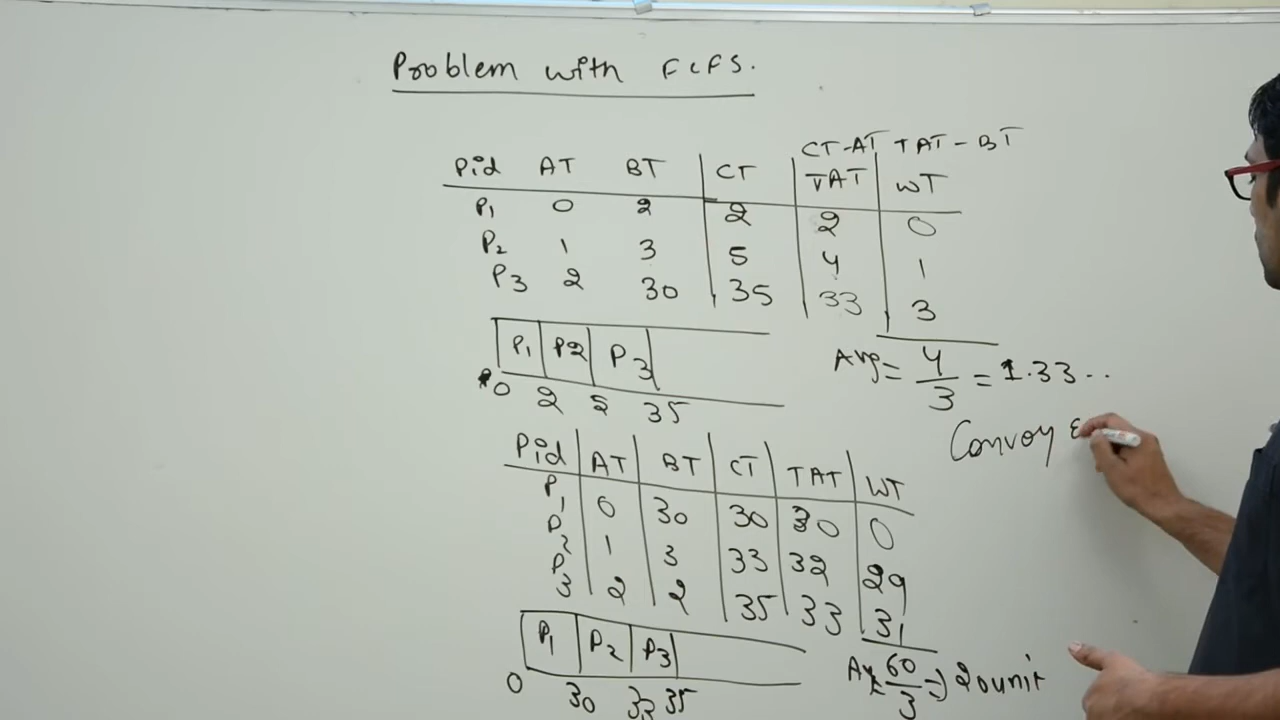 Problem with FCFS.
CT-AT TAT-BT
Pid AT BT CT TAT WT
P1 0 2 2 2 0
P2 1 3 5 4 1
P3 2 30 35 33 3
P1 P2 P3
0 2 5 35
Avg = 4/3 = 1.33..
Convoy e
Pid AT BT CT TAT WT
P1 0 30 30 30 0
P2 1 3 33 32 29
P3 2 2 35 33 31
P1 P2 P3
0 30 33 35
60/3 => 20 unit